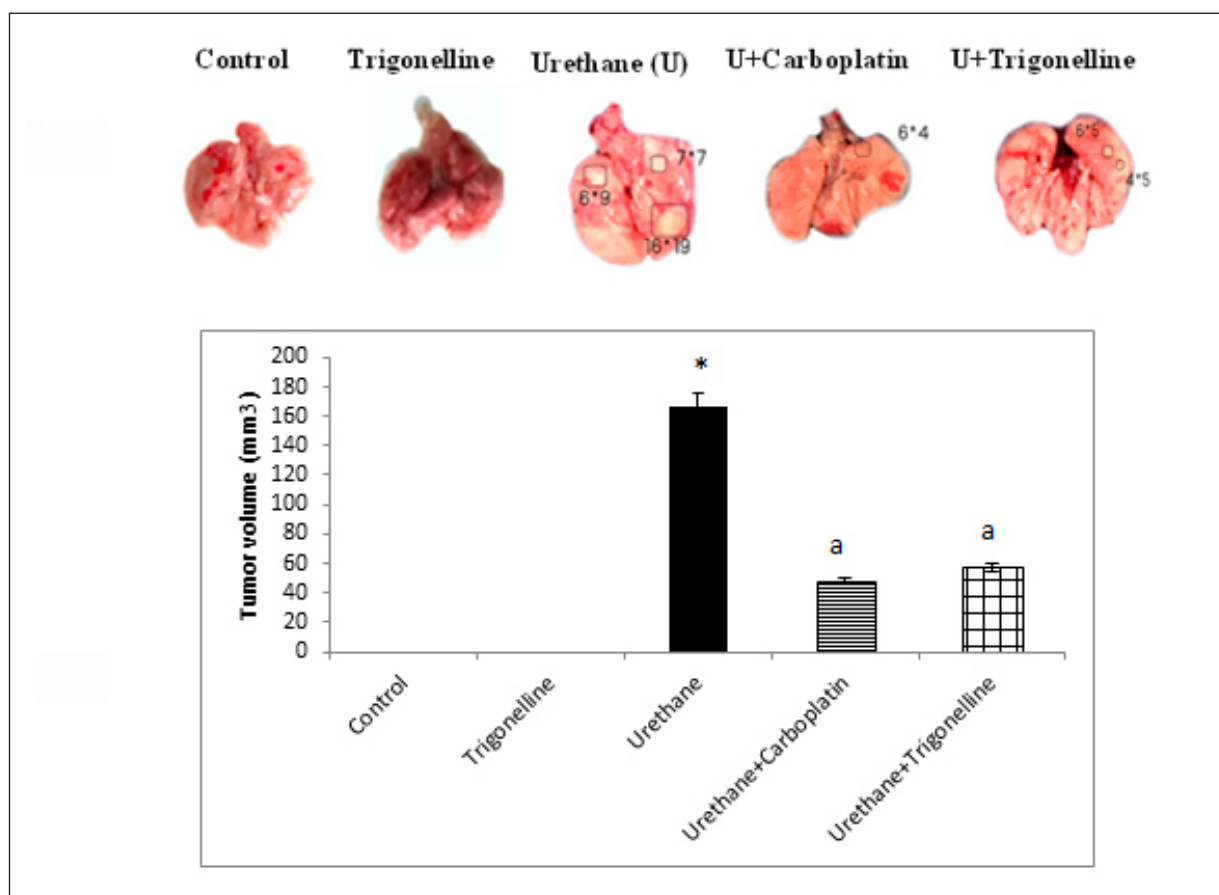 Control Trigonelline Urethane (U) U+Carboplatin U+Trigonelline
6*9
7*7
16*19
6*4
6*5
4*5
Tumor volume (mm3)
200
180
160
140
120
100
80
60
40
20
0
*
a
a
Control
Trigonelline
Urethane
Urethane+Carboplatin
Urethane+Trigonelline